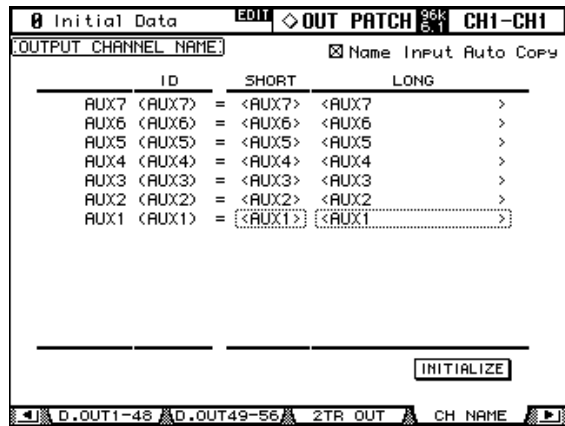 0 Initial Data EDIT ◇OUT PATCH 96k 6.1 CH1-CH1
OUTPUT CHANNEL NAME
☒ Name Input Auto Copy
ID SHORT LONG
AUX7 (AUX7) = <AUX7> <AUX7 >
AUX6 (AUX6) = <AUX6> <AUX6 >
AUX5 (AUX5) = <AUX5> <AUX5 >
AUX4 (AUX4) = <AUX4> <AUX4 >
AUX3 (AUX3) = <AUX3> <AUX3 >
AUX2 (AUX2) = <AUX2> <AUX2 >
AUX1 (AUX1) = <AUX1> <AUX1 >
INITIALIZE
D.OUT1-48 D.OUT49-56 2TR OUT CH NAME